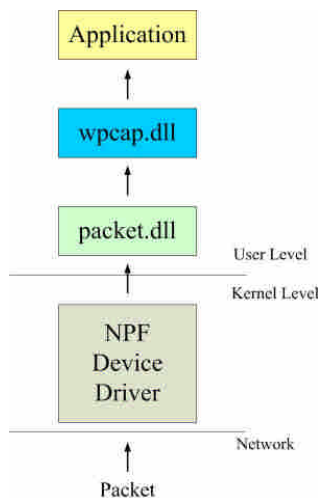 Application
wpcap.dll
packet.dll
User Level
Kernel Level
NPF
Device
Driver
Network
Packet